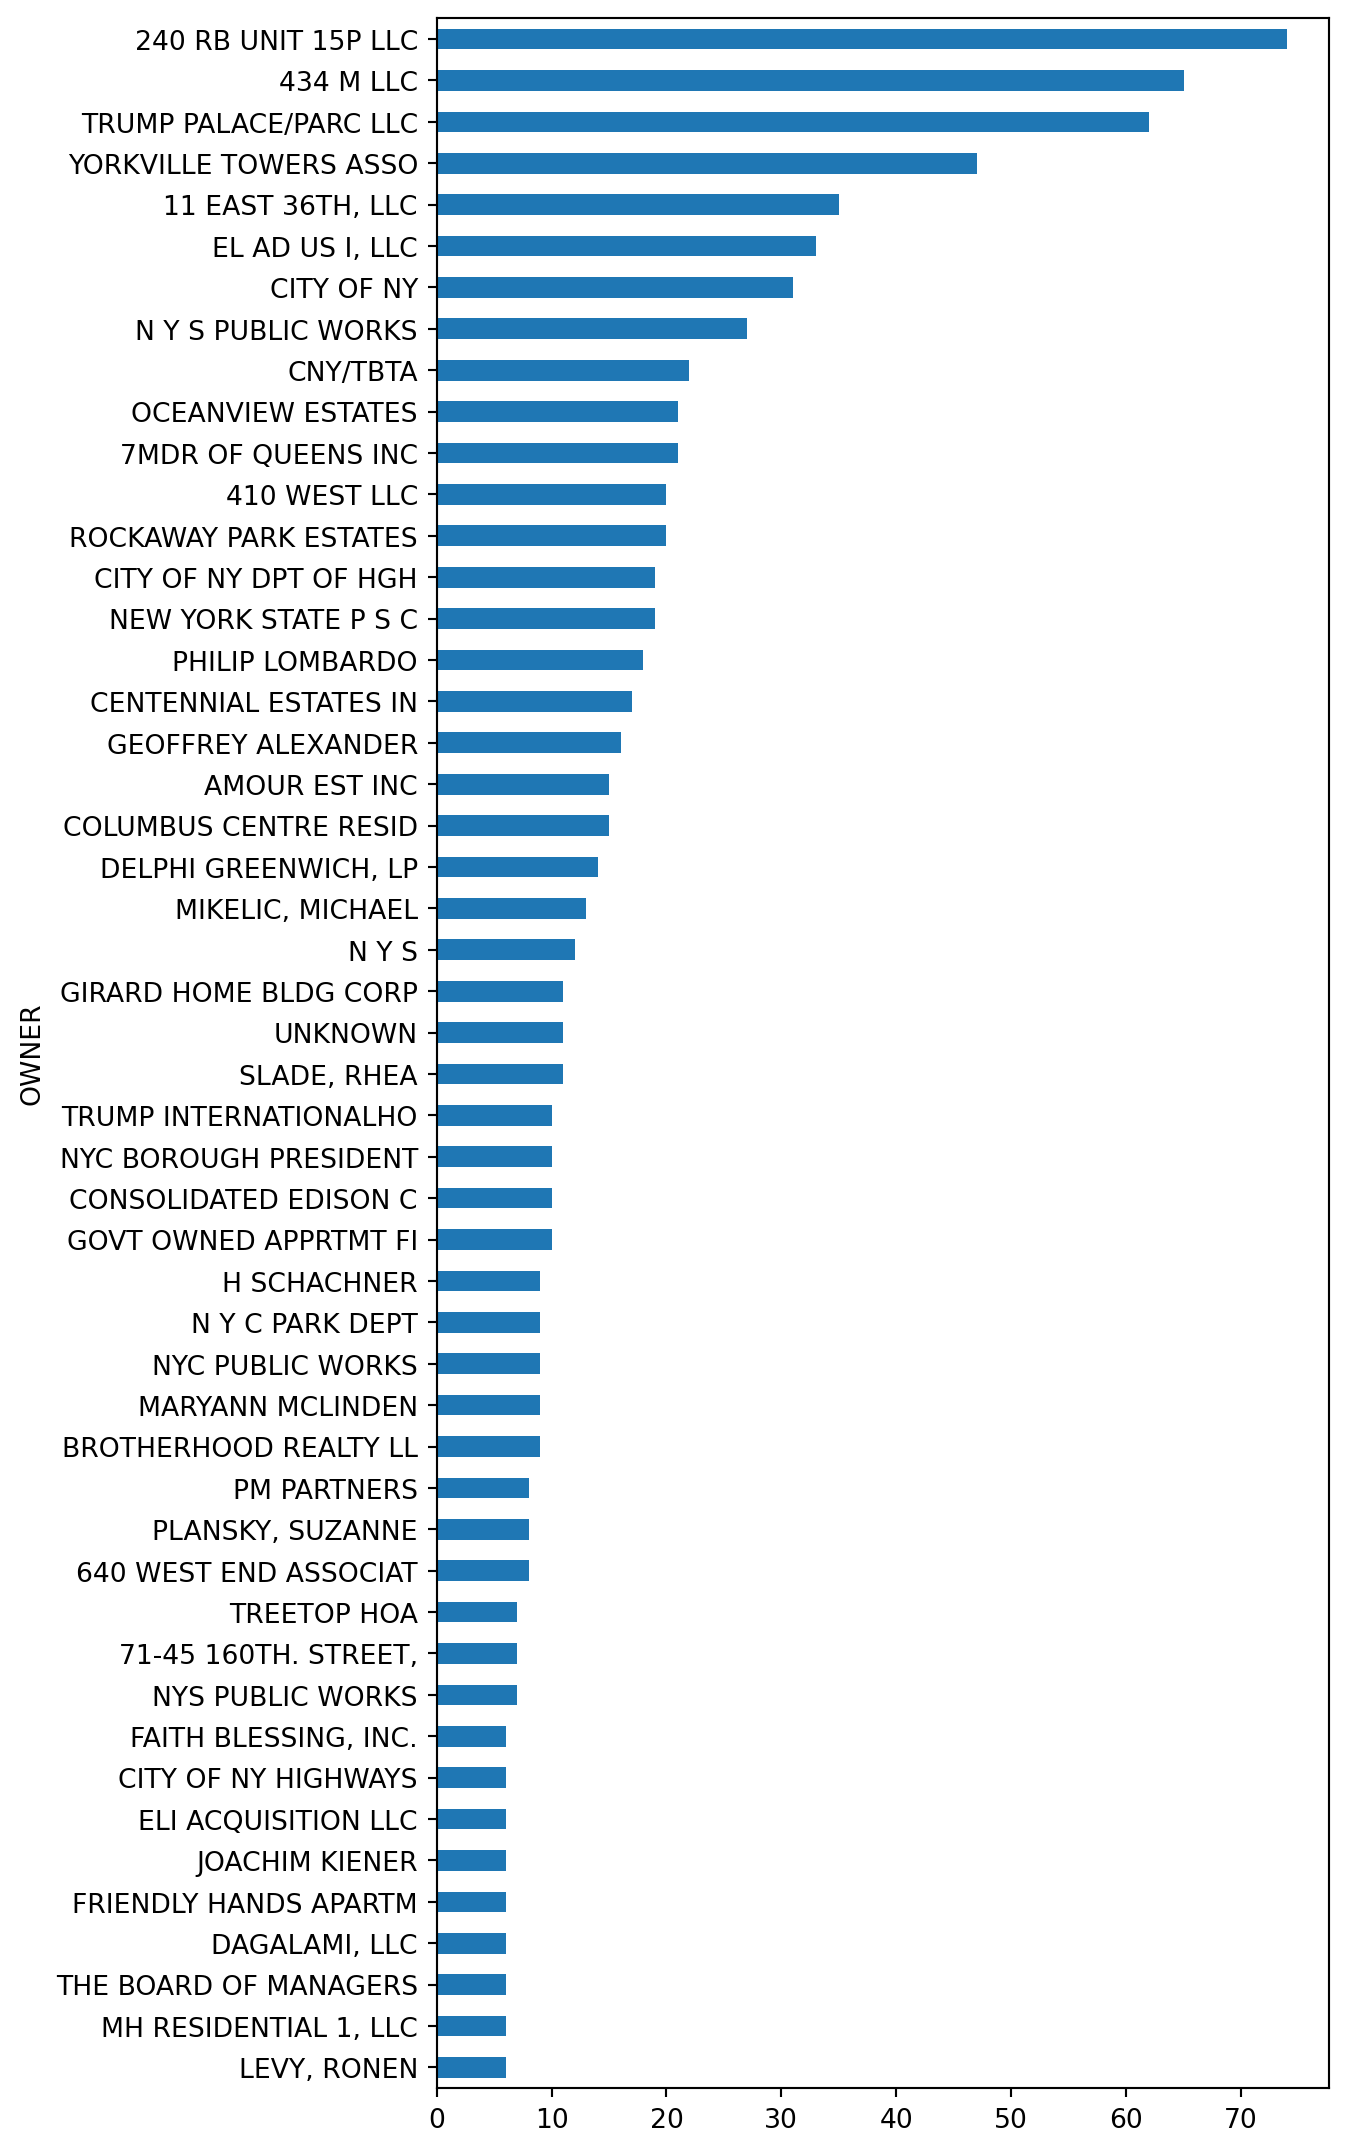 240 RB UNIT 15P LLC
434 M LLC
TRUMP PALACE/PARC LLC
YORKVILLE TOWERS ASSO
11 EAST 36TH, LLC
EL AD US I, LLC
CITY OF NY
N Y S PUBLIC WORKS
CNY/TBTA
OCEANVIEW ESTATES
7MDR OF QUEENS INC
410 WEST LLC
ROCKAWAY PARK ESTATES
CITY OF NY DPT OF HGH
NEW YORK STATE P S C
PHILIP LOMBARDO
CENTENNIAL ESTATES IN
GEOFFREY ALEXANDER
AMOUR EST INC
COLUMBUS CENTRE RESID
DELPHI GREENWICH, LP
MIKELIC, MICHAEL
N Y S
GIRARD HOME BLDG CORP
UNKNOWN
SLADE, RHEA
TRUMP INTERNATIONALHO
NYC BOROUGH PRESIDENT
CONSOLIDATED EDISON C
GOVT OWNED APPRTMT FI
H SCHACHNER
N Y C PARK DEPT
NYC PUBLIC WORKS
MARYANN MCLINDEN
BROTHERHOOD REALTY LL
PM PARTNERS
PLANSKY, SUZANNE
640 WEST END ASSOCIAT
TREETOP HOA
71-45 160TH. STREET,
NYS PUBLIC WORKS
FAITH BLESSING, INC.
CITY OF NY HIGHWAYS
ELI ACQUISITION LLC
JOACHIM KIENER
FRIENDLY HANDS APARTM
DAGALAMI, LLC
THE BOARD OF MANAGERS
MH RESIDENTIAL 1, LLC
LEVY, RONEN
OWNER
0 10 20 30 40 50 60 70